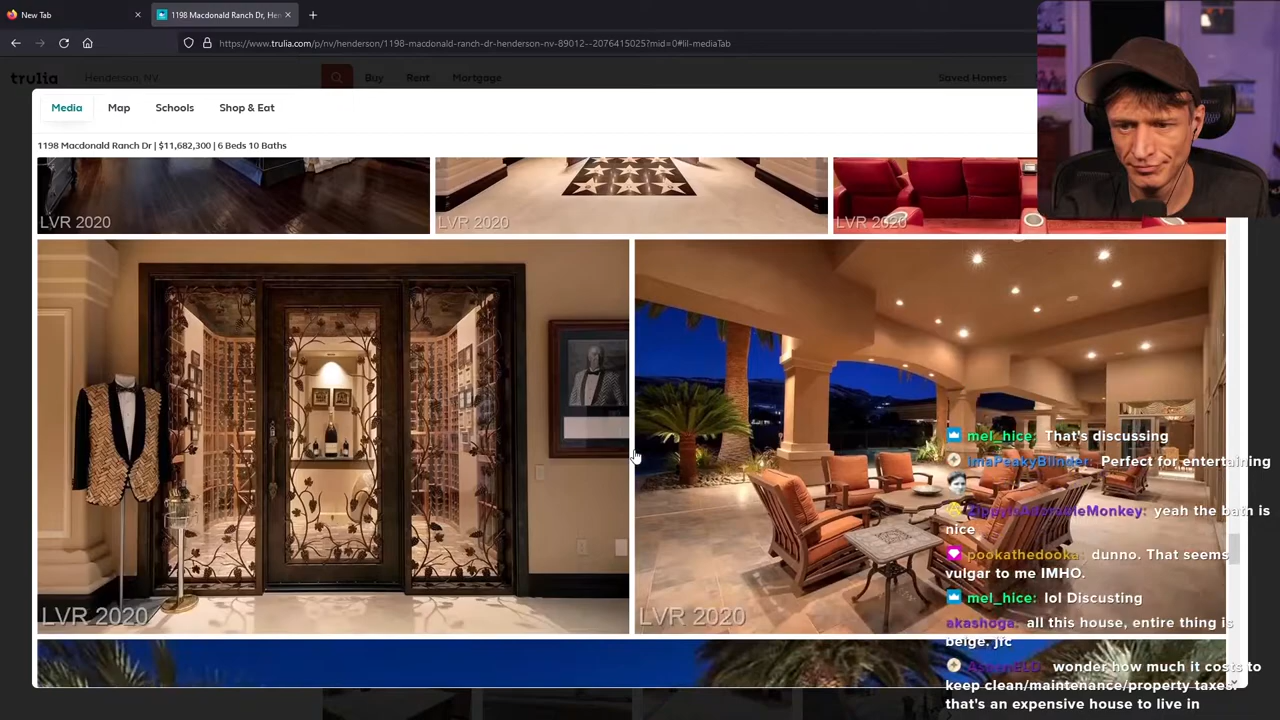 New Tab
1198 Macdonald Ranch Dr, Hen
https://www.trulia.com/p/nv/henderson/1198-macdonald-ranch-dr-henderson-nv-89012--2076415025?mid=0#lil-mediaTab
trulia
Henderson, NV
Buy
Rent
Mortgage
Saved Homes
Media
Map
Schools
Shop & Eat
1198 Macdonald Ranch Dr | $11,682,300 | 6 Beds 10 Baths
LVR 2020
LVR 2020
LVR 2020
LVR 2020
LVR 2020
mel_hice: That's discussing
ImaPeakyBlinder: Perfect for entertaining
yeah the bath is
nice
pookathedooka: dunno. That seems
vulgar to me IMHO.
mel_hice: lol Discusting
akashoga: all this house, entire thing is
beige. jfc
wonder how much it costs to
keep clean/maintenance/property taxes.
that's an expensive house to live in